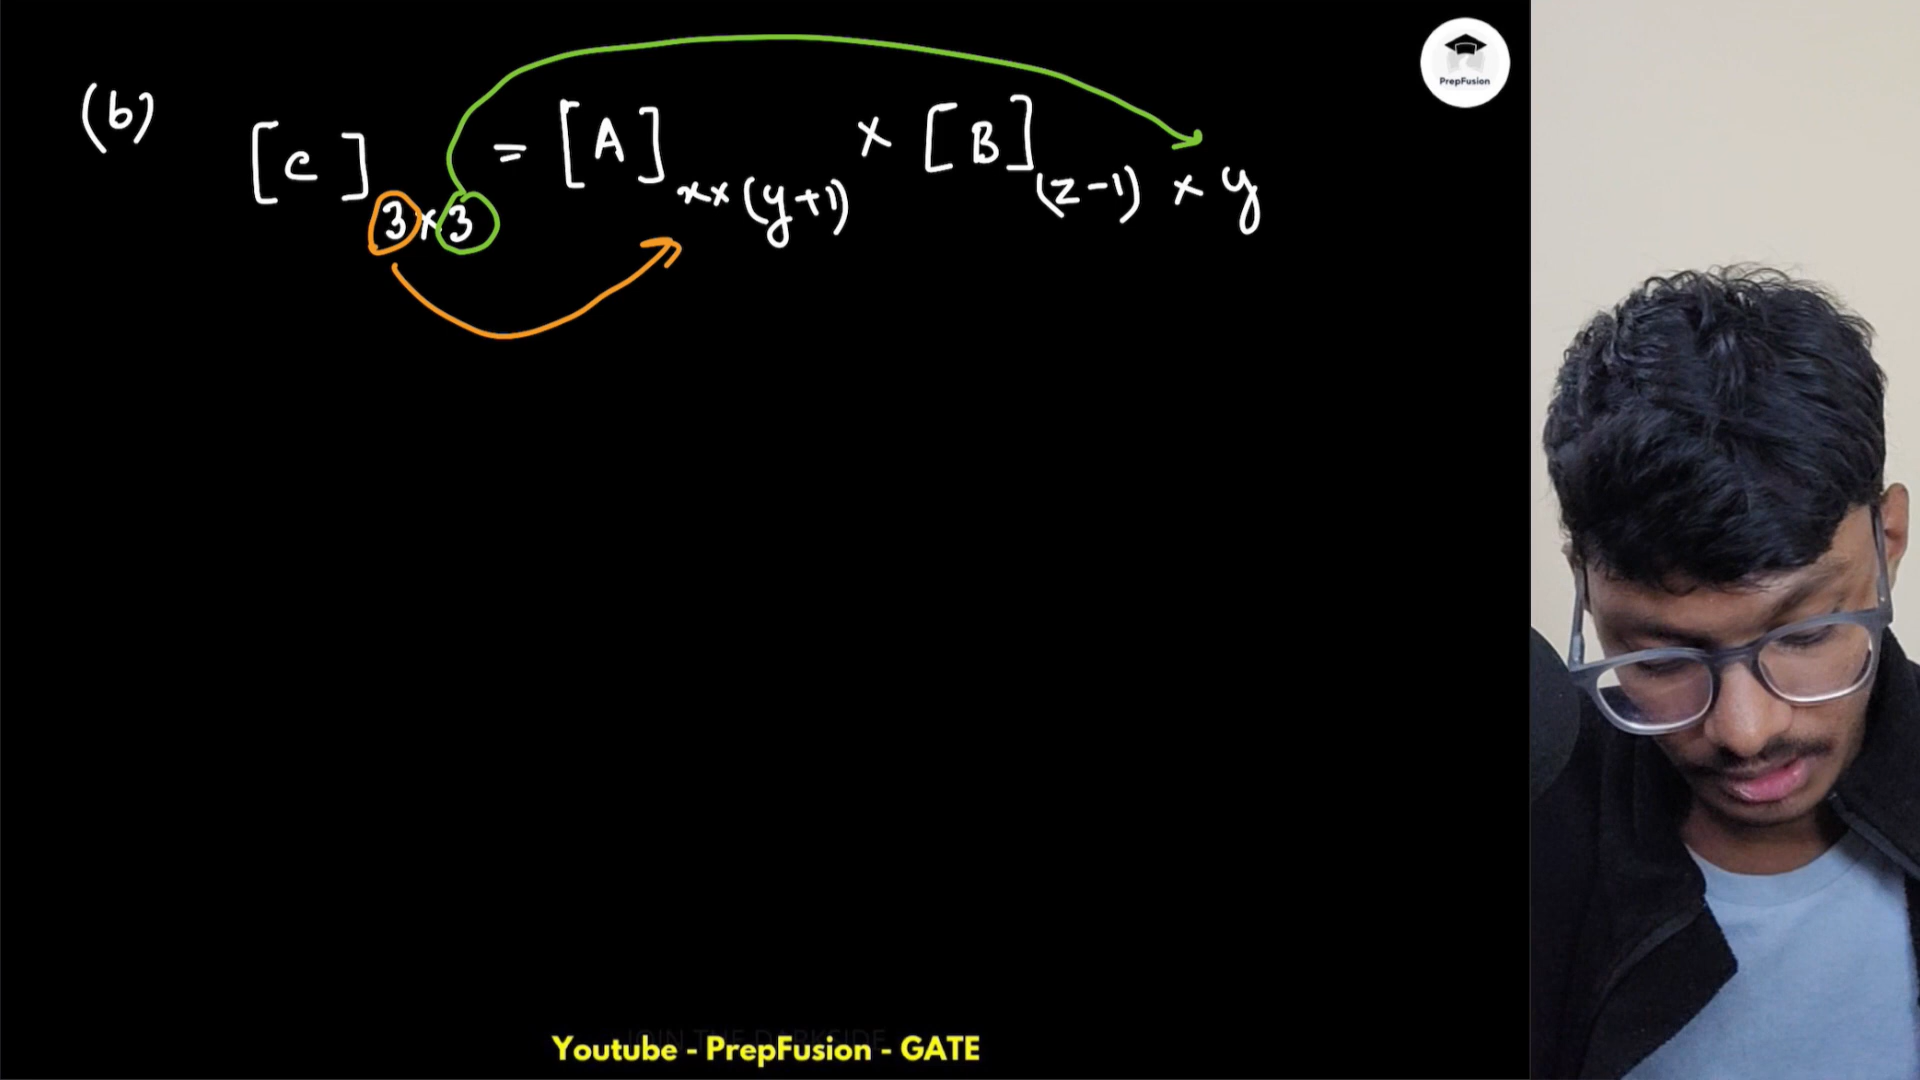 PrepFusion
(b) [C]3×3 = [A]x×(y+1) × [B](z-1)×y
Youtube - PrepFusion - GATE